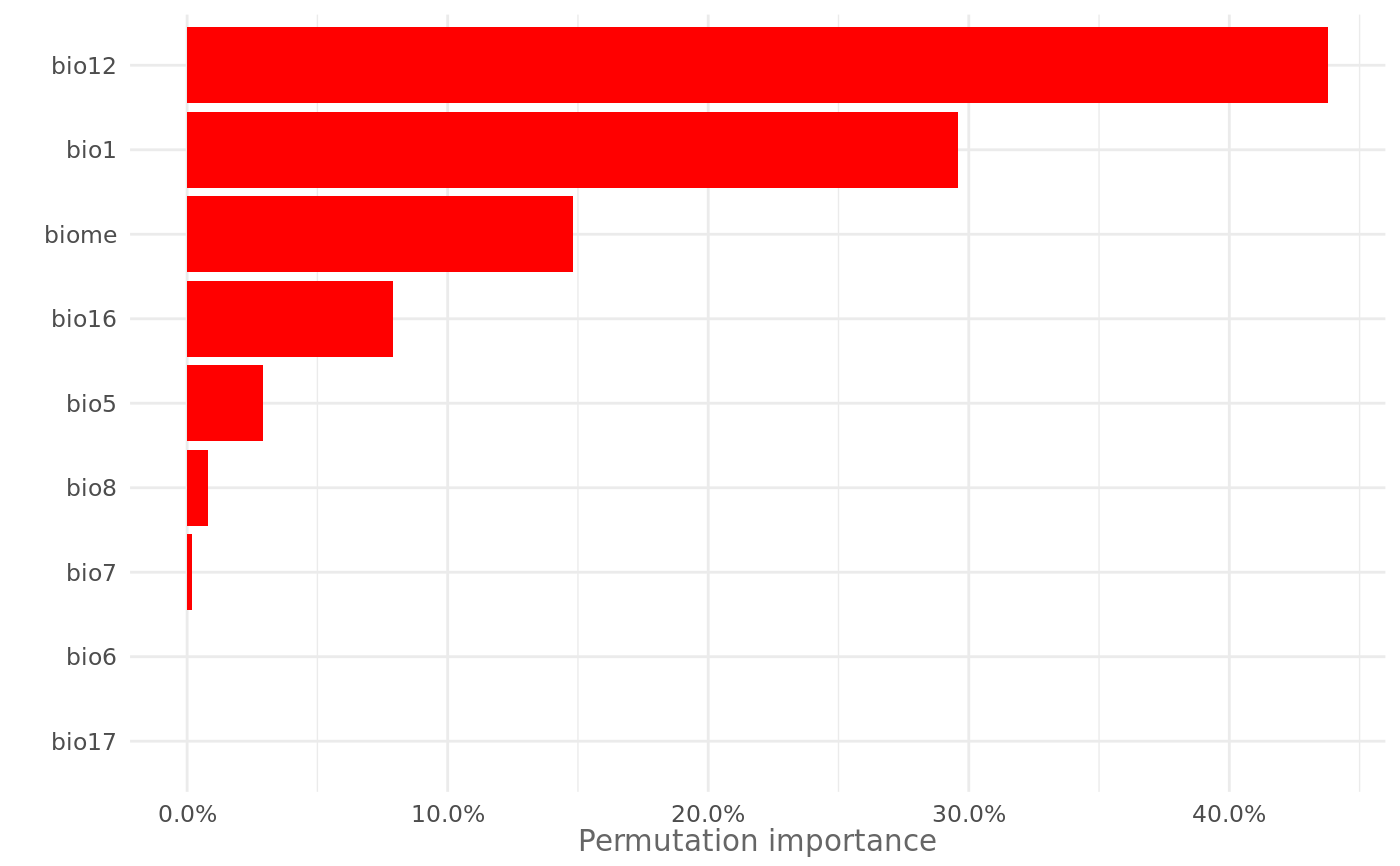 bio12
bio1
biome
bio16
bio5
bio8
bio7
bio6
bio17
0.0% 10.0% 20.0% 30.0% 40.0%
Permutation importance